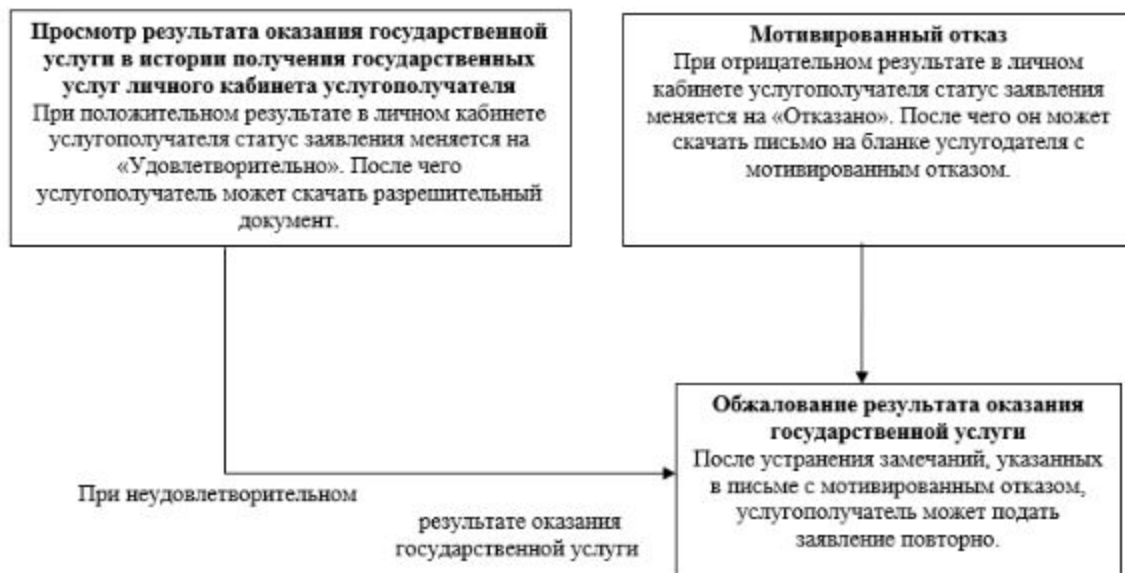 Просмотр результата оказания государственной
услуги в истории получения государственных
услуг личного кабинета услугополучателя
При положительном результате в личном кабинете
услугополучателя статус заявления меняется на
«Удовлетворительно». После чего
услугополучатель может скачать разрешительный
документ.
Мотивированный отказ
При отрицательном результате в личном
кабинете услугополучателя статус заявления
меняется на «Отказано». После чего он может
скачать письмо на бланке услугодателя с
мотивированным отказом.
Обжалование результата оказания
государственной услуги
После устранения замечаний, указанных
в письме с мотивированным отказом,
услугополучатель может подать
заявление повторно.
При неудовлетворительном
результате оказания
государственной услуги